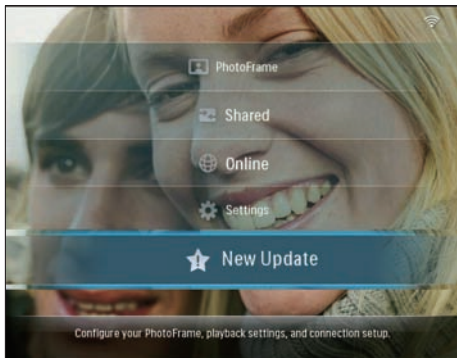 PhotoFrame
Shared
Online
Settings
New Update
Configure your PhotoFrame, playback settings, and connection setup.